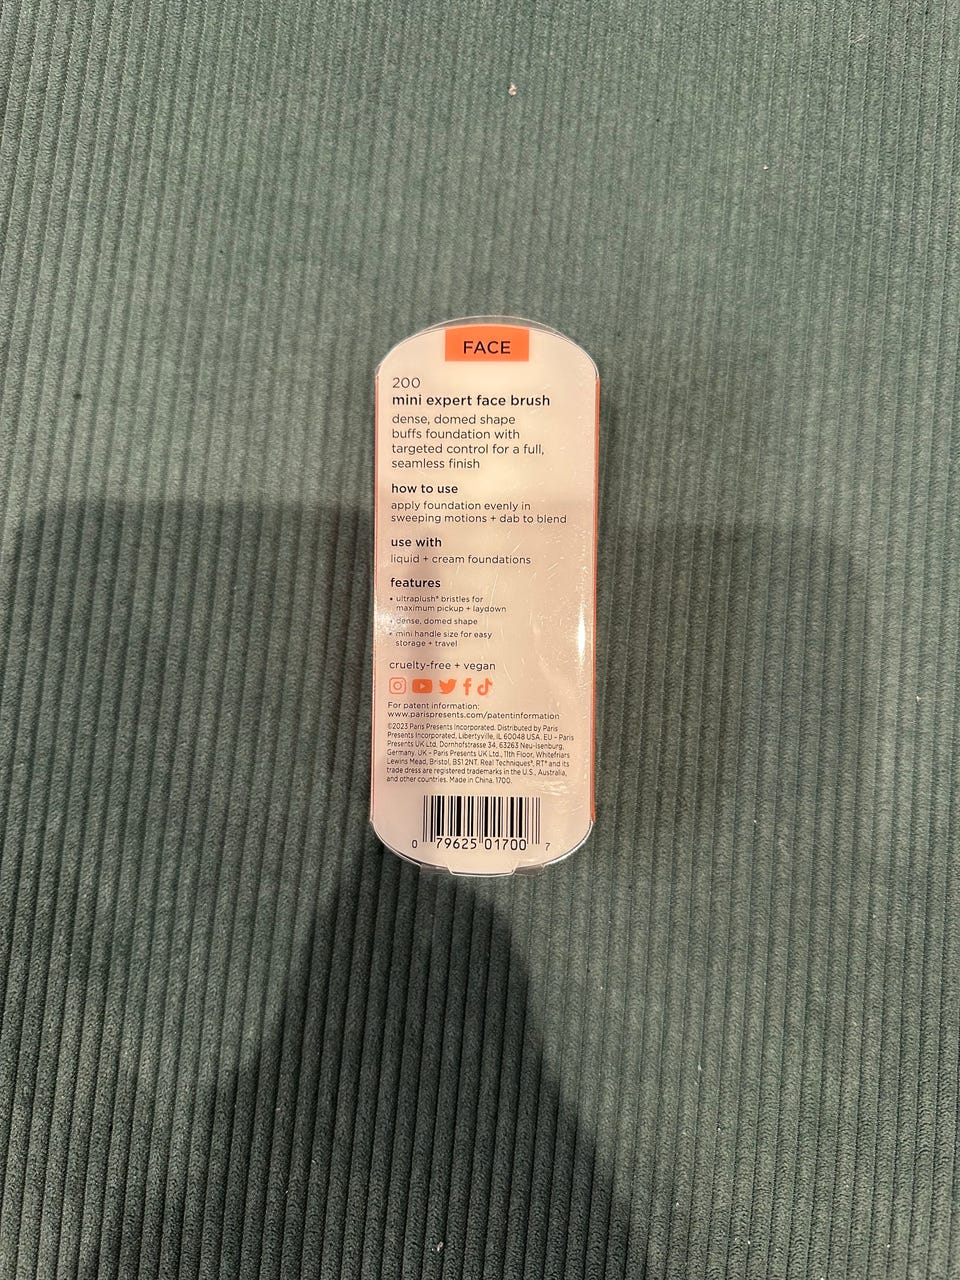 FACE
200
mini expert face brush
dense, domed shape
buffs foundation with
targeted control for a full,
seamless finish
how to use
apply foundation evenly in
sweeping motions + dab to blend
use with
liquid + cream foundations
features
• ultraplush® bristles for
maximum pickup + laydown
• dense, domed shape
• mini handle size for easy
storage + travel
cruelty-free + vegan
For patent information:
www.parispresents.com/patentinformation
©2023 Paris Presents Incorporated. Distributed by Paris
Presents Incorporated, Libertyville, IL 60048 USA. EU – Paris
Presents UK Ltd, Dornhofstrasse 34, 63263 Neu-isenburg,
Germany. UK – Paris Presents UK Ltd., 11th Floor, Whitefriars
Lewins Mead, Bristol, BS1 2NT. Real Techniques®, RT® and its
trade dress are registered trademarks in the U.S., Australia,
and other countries. Made in China. 1700.
0 79625 01700 7